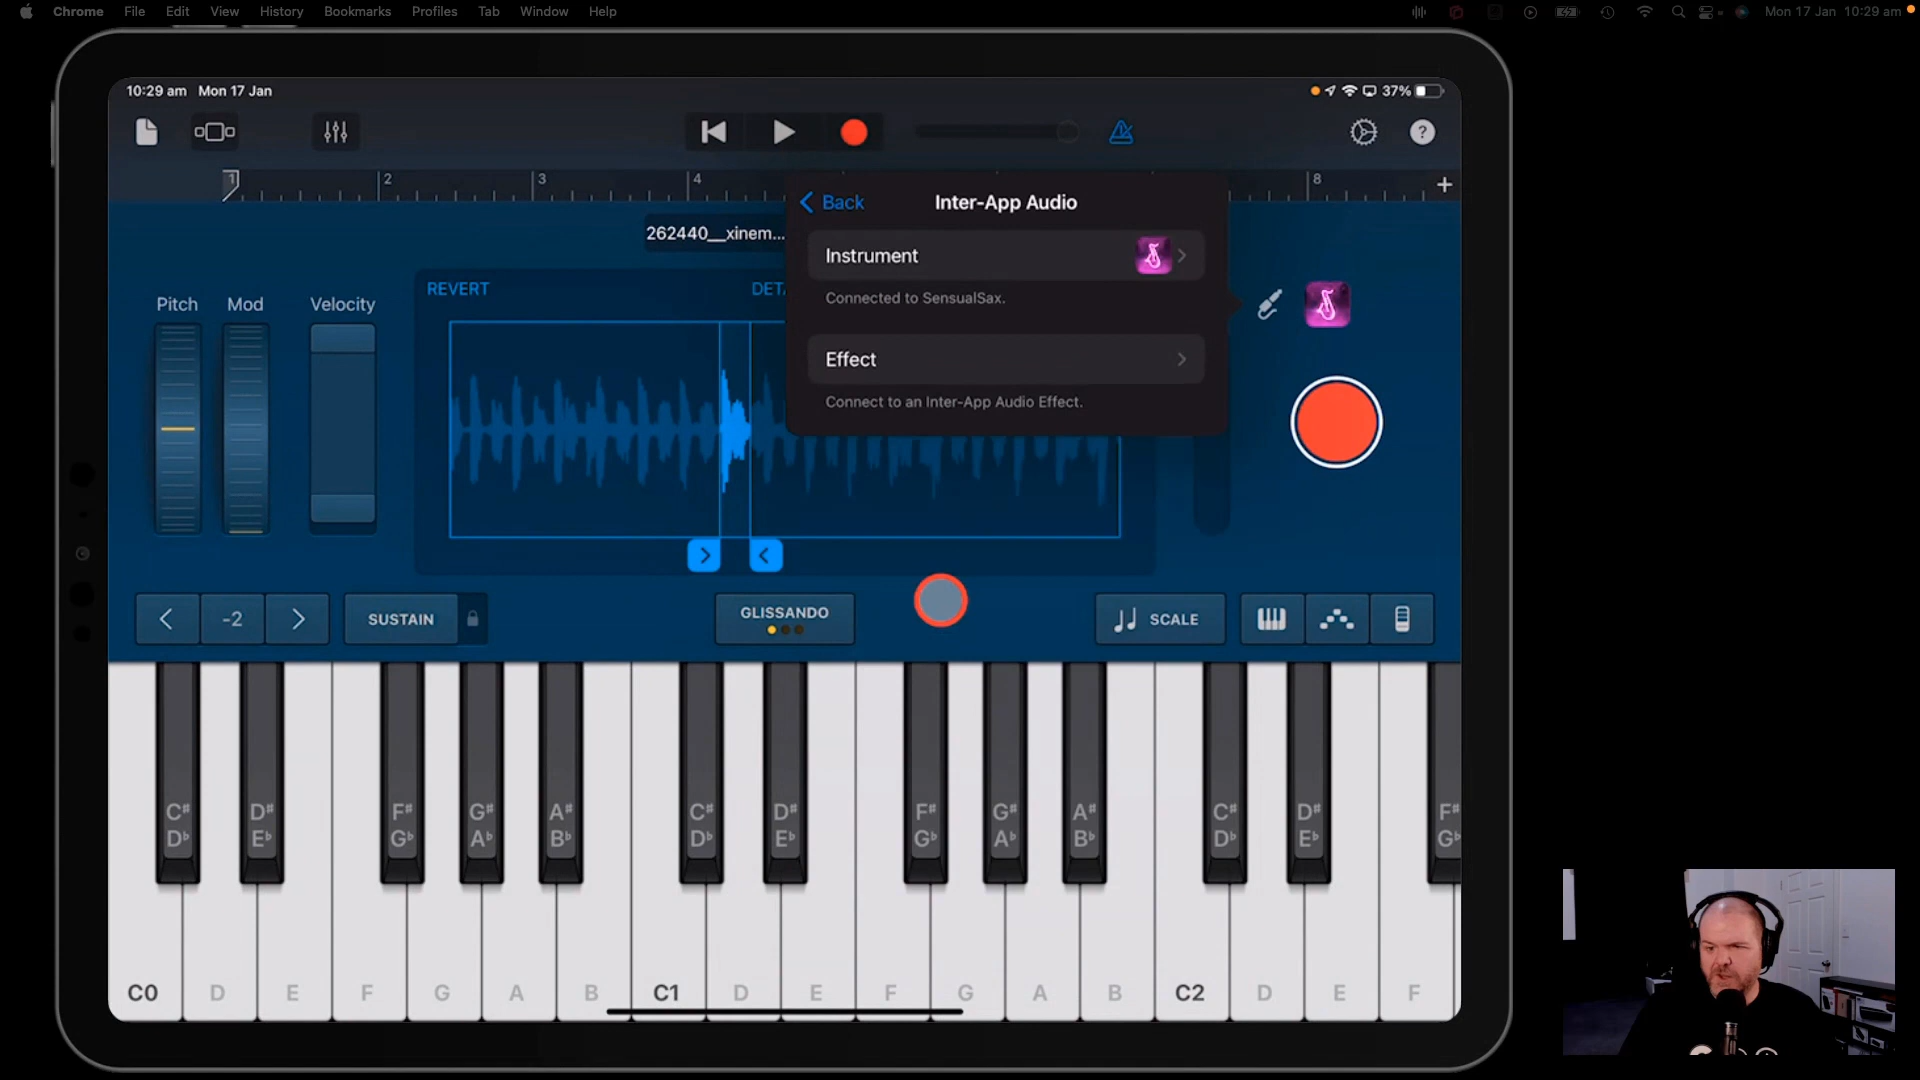 Chrome File Edit View History Bookmarks Profiles Tab Window Help Mon 17 Jan 10:29 am
10:29 am Mon 17 Jan 37%
1 2 3 4 8
Back Inter-App Audio
262440__xinem...
Instrument
REVERT DETA
Connected to SensualSax.
Pitch Mod Velocity
Effect
Connect to an Inter-App Audio Effect.
-2 SUSTAIN GLISSANDO SCALE
C♯ D♯ F♯ G♯ A♯ C♯ D♯ F♯ G♯ A♯ C♯ D♯ F♯
D♭ E♭ G♭ A♭ B♭ D♭ E♭ G♭ A♭ B♭ D♭ E♭ G♭
C0 D E F G A B C1 D E F G A B C2 D E F